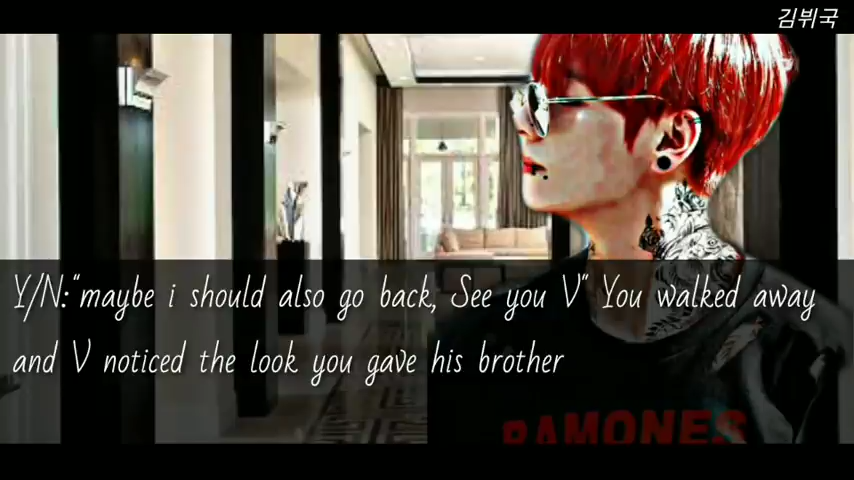 김뷔국
Y/N:"maybe i should also go back, See you V" You walked away
and V noticed the look you gave his brother
RAMONES